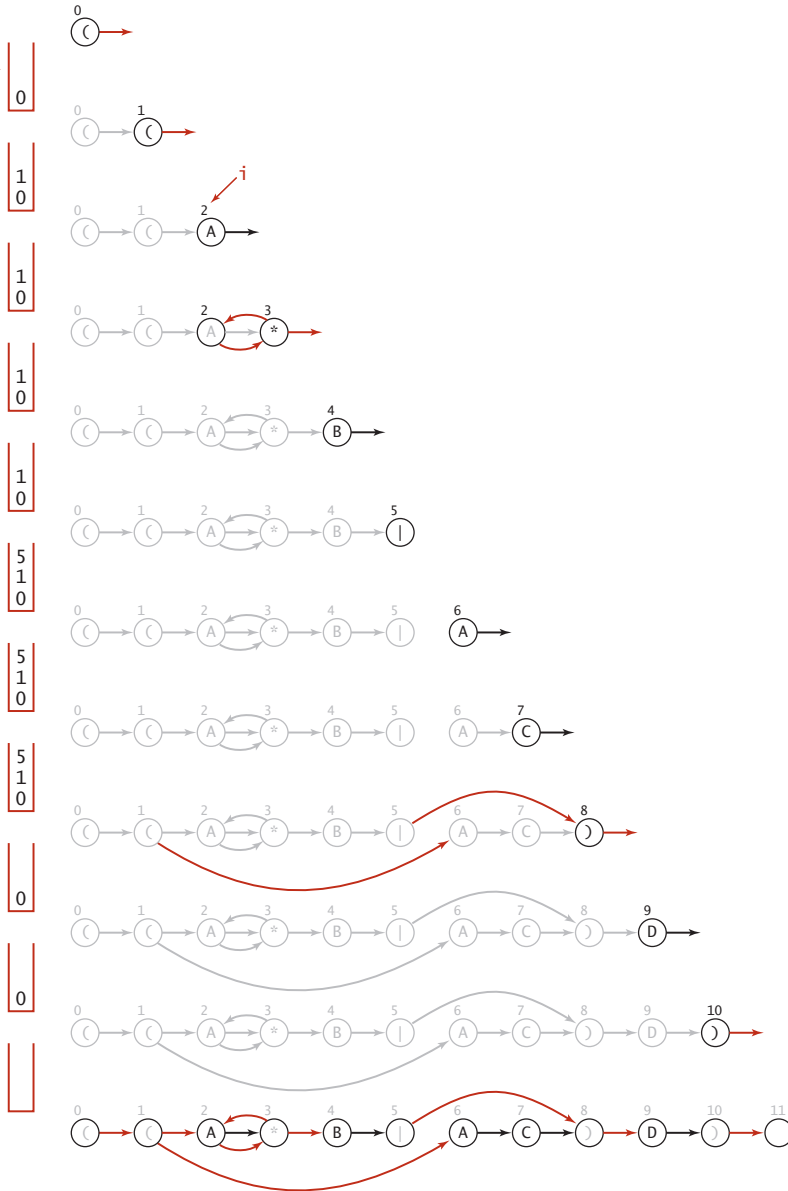 0
(
0
0 1
( (
i
1
0
0 1 2
( ( A
1
0
0 1 2 3
( ( A *
1
0
0 1 2 3 4
( ( A * B
1
0
0 1 2 3 4 5
( ( A * B |
5
1
0
0 1 2 3 4 5 6
( ( A * B | A
5
1
0
0 1 2 3 4 5 6 7
( ( A * B | A C
5
1
0
0 1 2 3 4 5 6 7 8
( ( A * B | A C )
0
0 1 2 3 4 5 6 7 8 9
( ( A * B | A C ) D
0
0 1 2 3 4 5 6 7 8 9 10
( ( A * B | A C ) D )
0 1 2 3 4 5 6 7 8 9 10 11
( ( A * B | A C ) D )